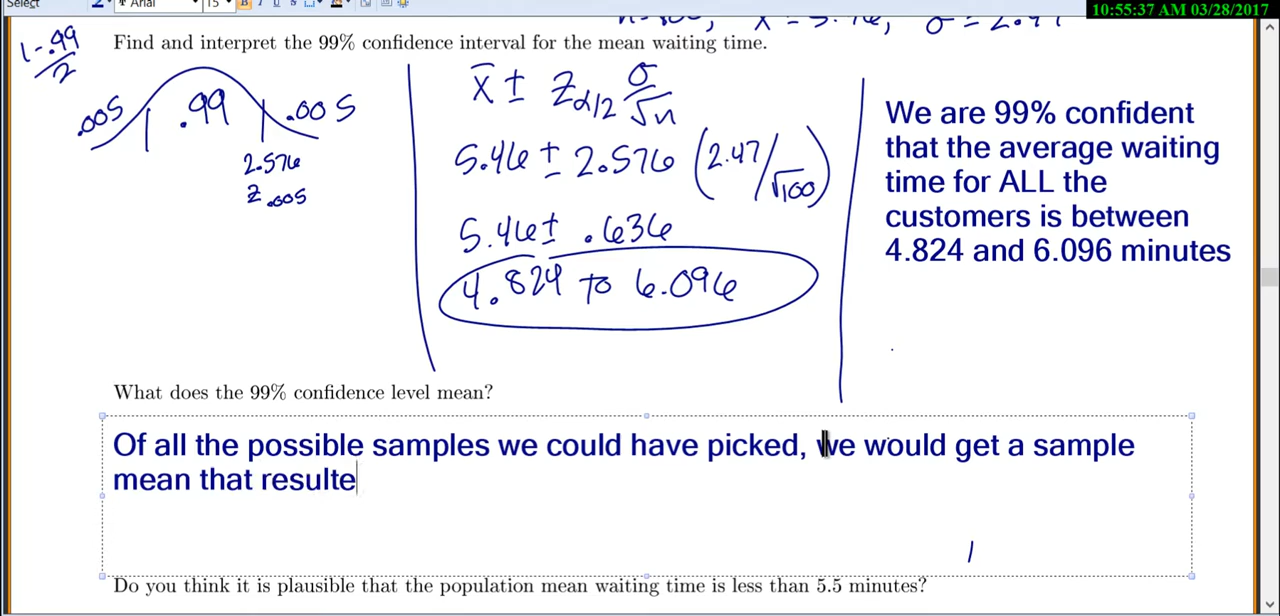 Select
Arial
15
B
10:55:37 AM 03/28/2017
Find and interpret the 99% confidence interval for the mean waiting time.
1-.99
/2
.005 .99 .005
2.576
z .005
x̄ ± z α/2 σ/√n
5.46 ± 2.576 (2.47/√100)
5.46 ± .636
4.824 to 6.096
We are 99% confident
that the average waiting
time for ALL the
customers is between
4.824 and 6.096 minutes
What does the 99% confidence level mean?
Of all the possible samples we could have picked, we would get a sample
mean that resulte
Do you think it is plausible that the population mean waiting time is less than 5.5 minutes?